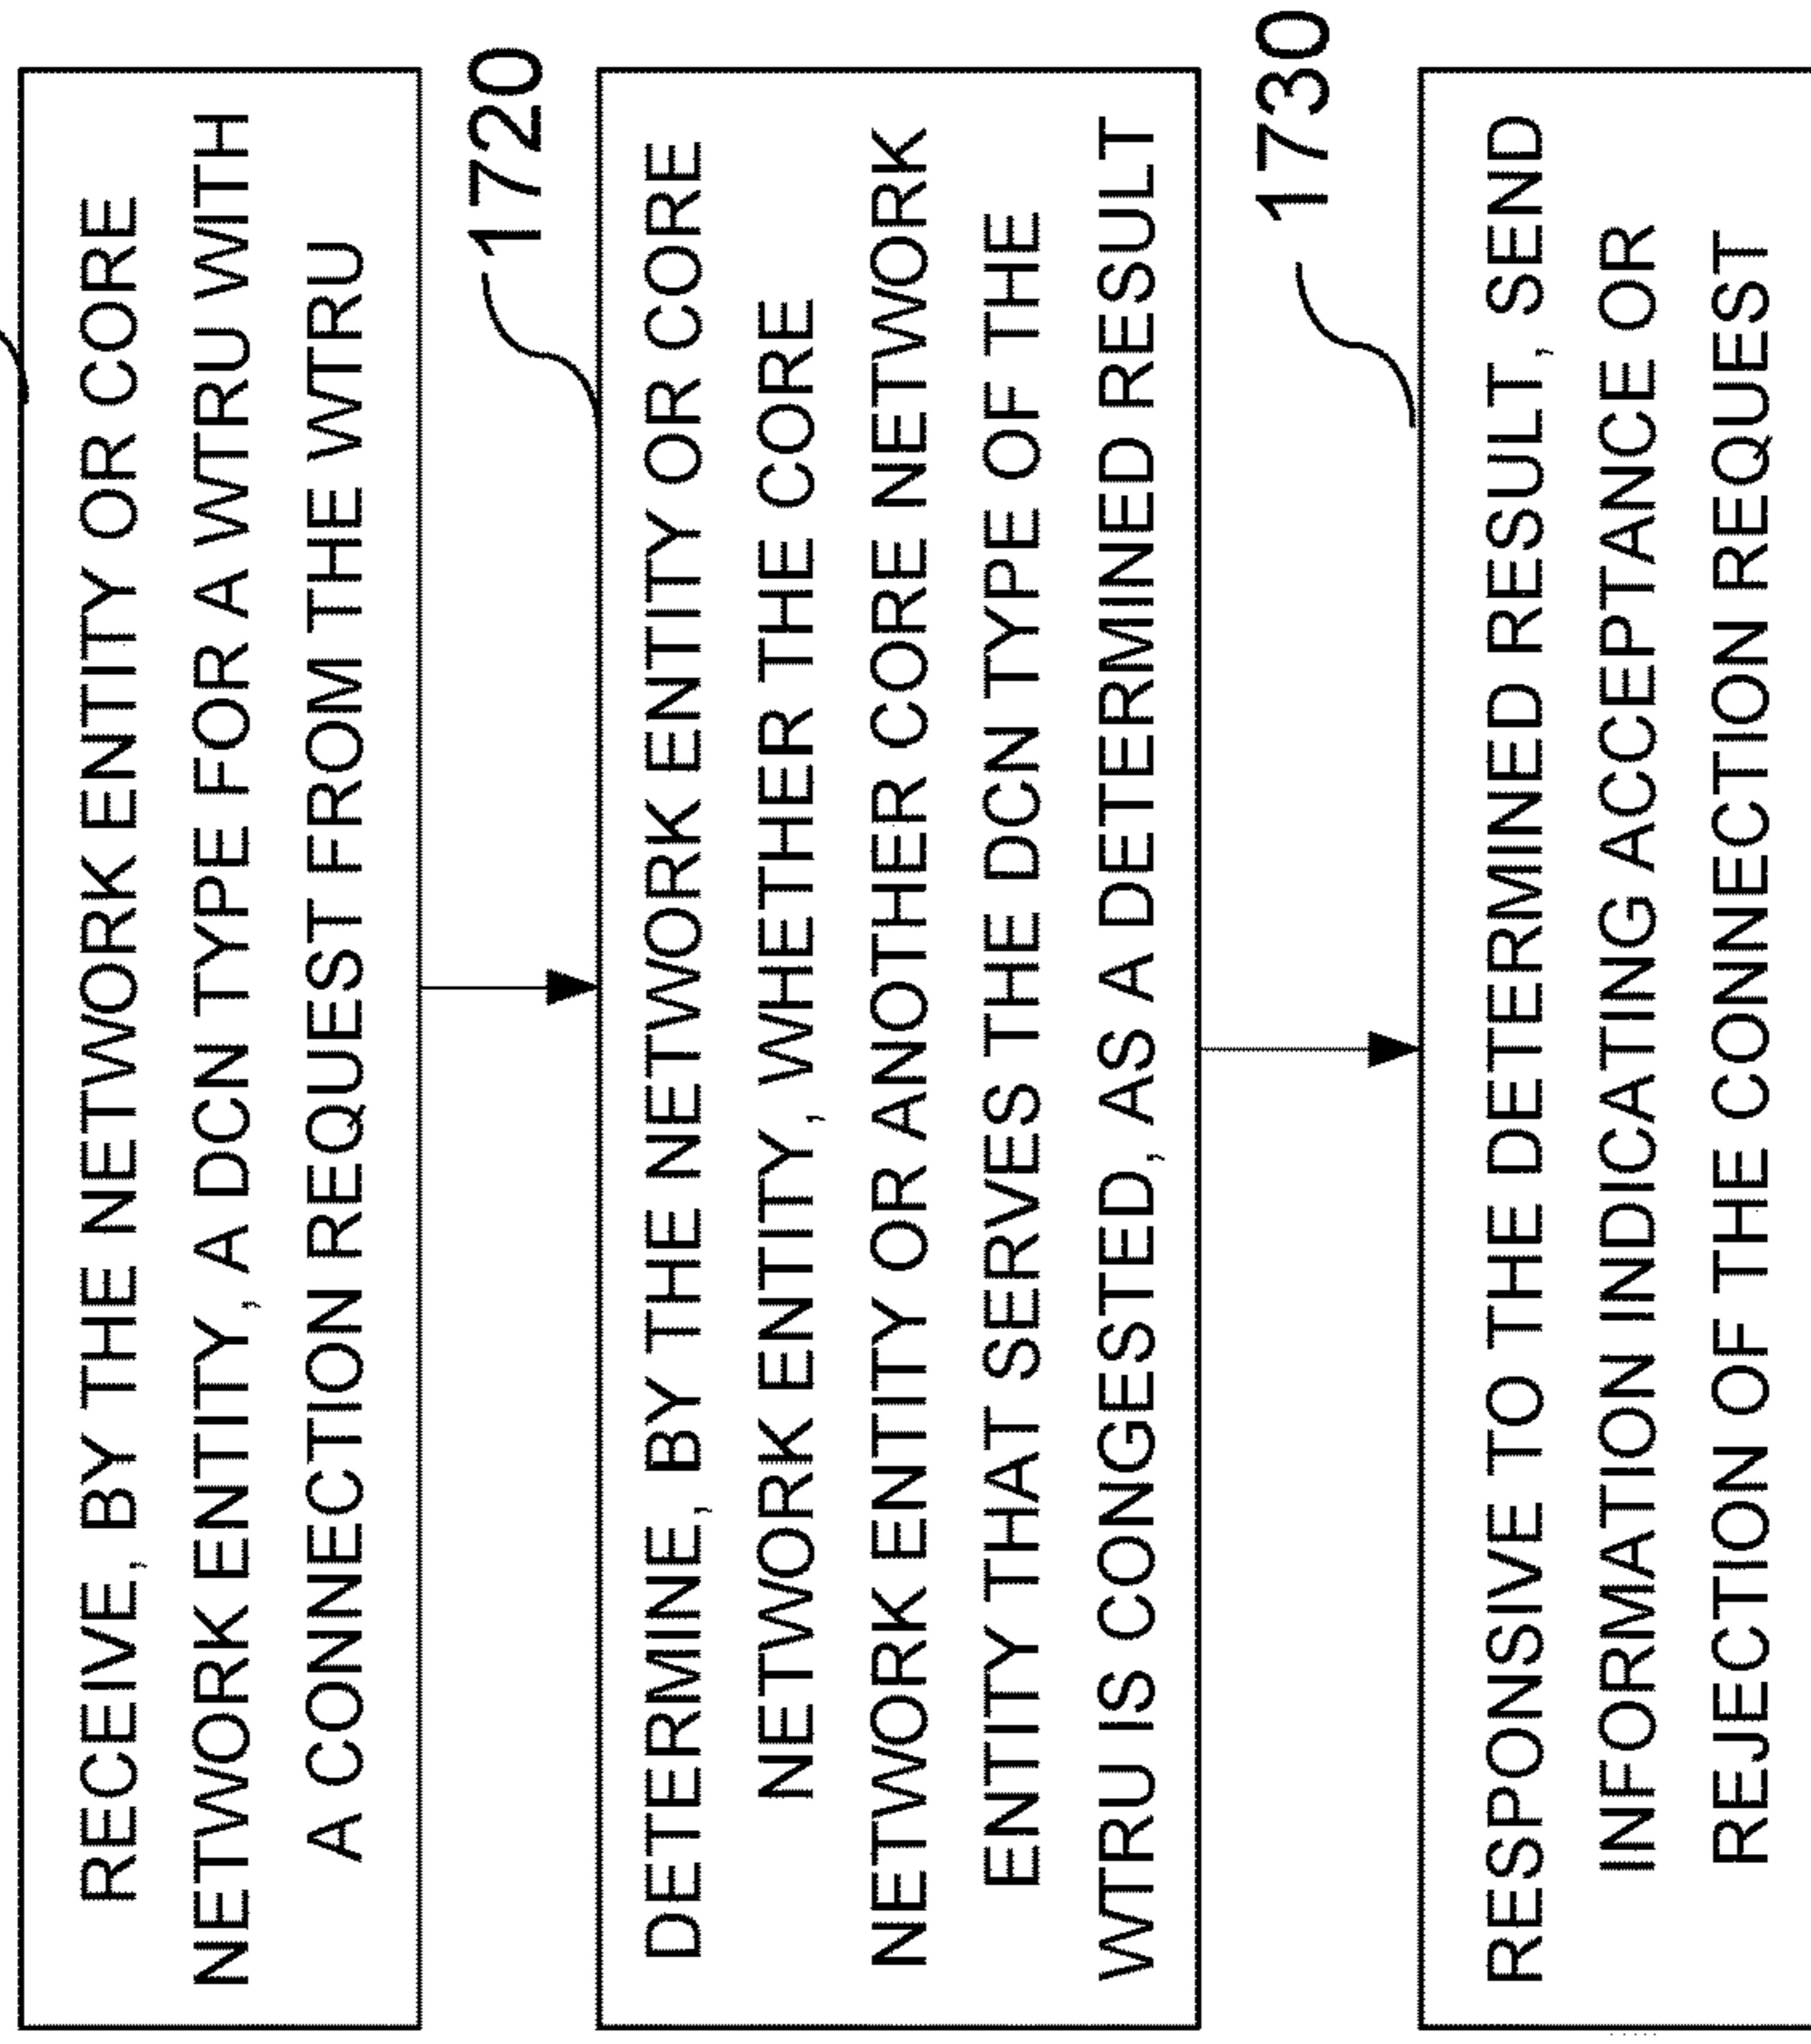 RECEIVE, BY THE NETWORK ENTITY OR CORE
NETWORK ENTITY, A DCN TYPE FOR A WTRU WITH
A CONNECTION REQUEST FROM THE WTRU
1720
DETERMINE, BY THE NETWORK ENTITY OR CORE
NETWORK ENTITY, WHETHER THE CORE
NETWORK ENTITY OR ANOTHER CORE NETWORK
ENTITY THAT SERVES THE DCN TYPE OF THE
WTRU IS CONGESTED, AS A DETERMINED RESULT
1730
RESPONSIVE TO THE DETERMINED RESULT, SEND
INFORMATION INDICATING ACCEPTANCE OR
REJECTION OF THE CONNECTION REQUEST